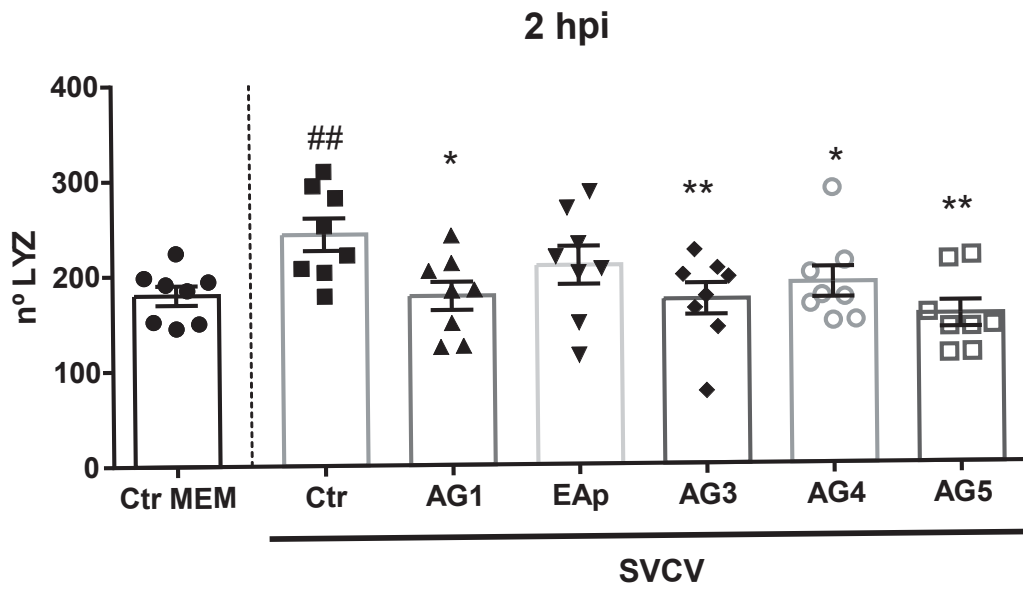 2 hpi
nº LYZ
400
300
200
100
0
##
*
**
*
**
Ctr MEM Ctr AG1 EAp AG3 AG4 AG5
SVCV